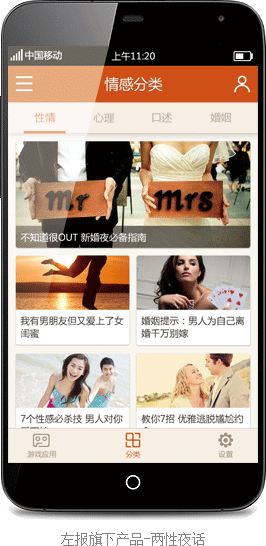 中国移动 上午11:20
情感分类
性情 心理 口述 婚姻
mr mrs
不知道很OUT 新婚夜必备指南
我有男朋友但又爱上了女
闺蜜
婚姻提示：男人为自己离
婚千万别嫁
7个性感必杀技 男人对你
教你7招 优雅逃脱尴尬约
游戏应用 分类 设置
左报旗下产品-两性夜话